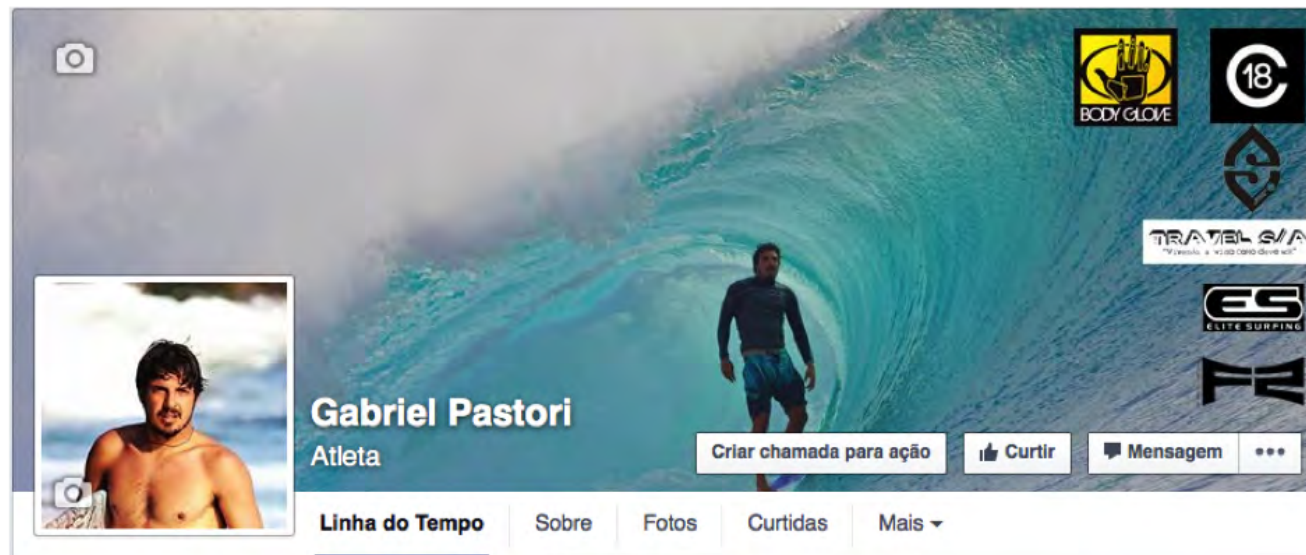 BODY GLOVE
C 18
S
TRAVEL S/A
ES
ELITE SURFING
Gabriel Pastori
Atleta
Criar chamada para ação
Curtir
Mensagem
Linha do Tempo
Sobre
Fotos
Curtidas
Mais